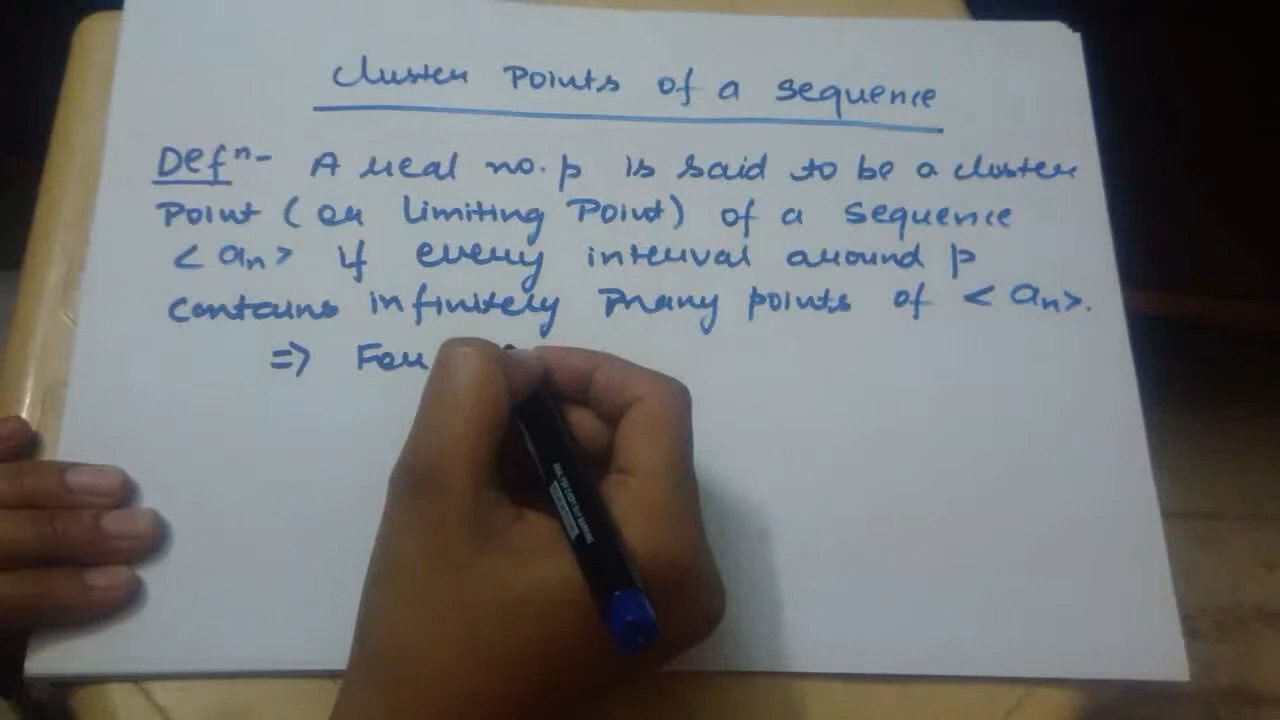 Cluster Points of a sequence
Defⁿ- A real no. p is said to be a cluster
Point (or Limiting Point) of a sequence
<aₙ> if every interval around p
contains infinitely many points of <aₙ>.
=> For